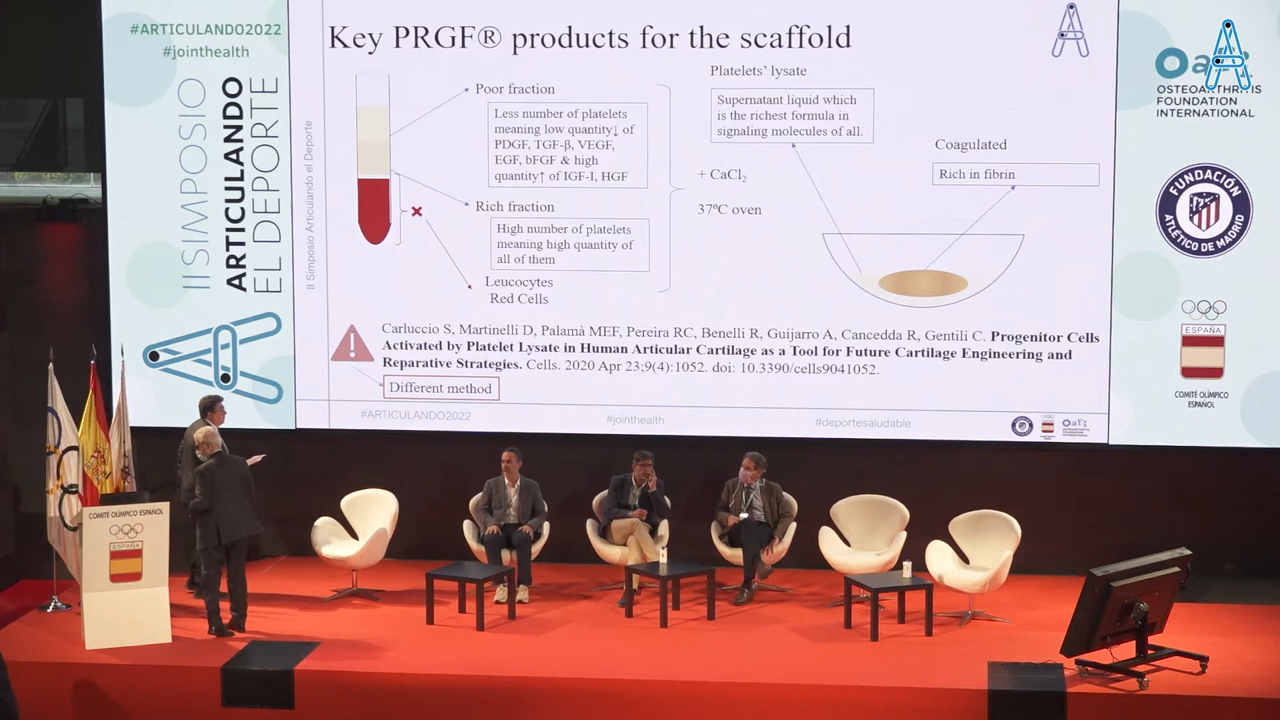 #ARTICULANDO2022
#jointhealth
II SIMPOSIO
ARTICULANDO
EL DEPORTE
II Simposio Articulando el Deporte
Key PRGF® products for the scaffold
Poor fraction
Less number of platelets
meaning low quantity↓ of
PDGF, TGF-β, VEGF,
EGF, bFGF & high
quantity↑ of IGF-I, HGF
Rich fraction
High number of platelets
meaning high quantity of
all of them
Leucocytes
Red Cells
+ CaCl₂
37ºC oven
Platelets' lysate
Supernatant liquid which
is the richest formula in
signaling molecules of all.
Coagulated
Rich in fibrin
Carluccio S, Martinelli D, Palamà MEF, Pereira RC, Benelli R, Guijarro A, Cancedda R, Gentili C. Progenitor Cells
Activated by Platelet Lysate in Human Articular Cartilage as a Tool for Future Cartilage Engineering and
Reparative Strategies. Cells. 2020 Apr 23;9(4):1052. doi: 10.3390/cells9041052.
Different method
#ARTICULANDO2022
#jointhealth
#deportesaludable
OSTEOARTHRITIS
FOUNDATION
INTERNATIONAL
FUNDACIÓN
ATLÉTICO DE MADRID
ESPAÑA
COMITÉ OLÍMPICO
ESPAÑOL
COMITÉ OLÍMPICO ESPAÑOL
ESPAÑA